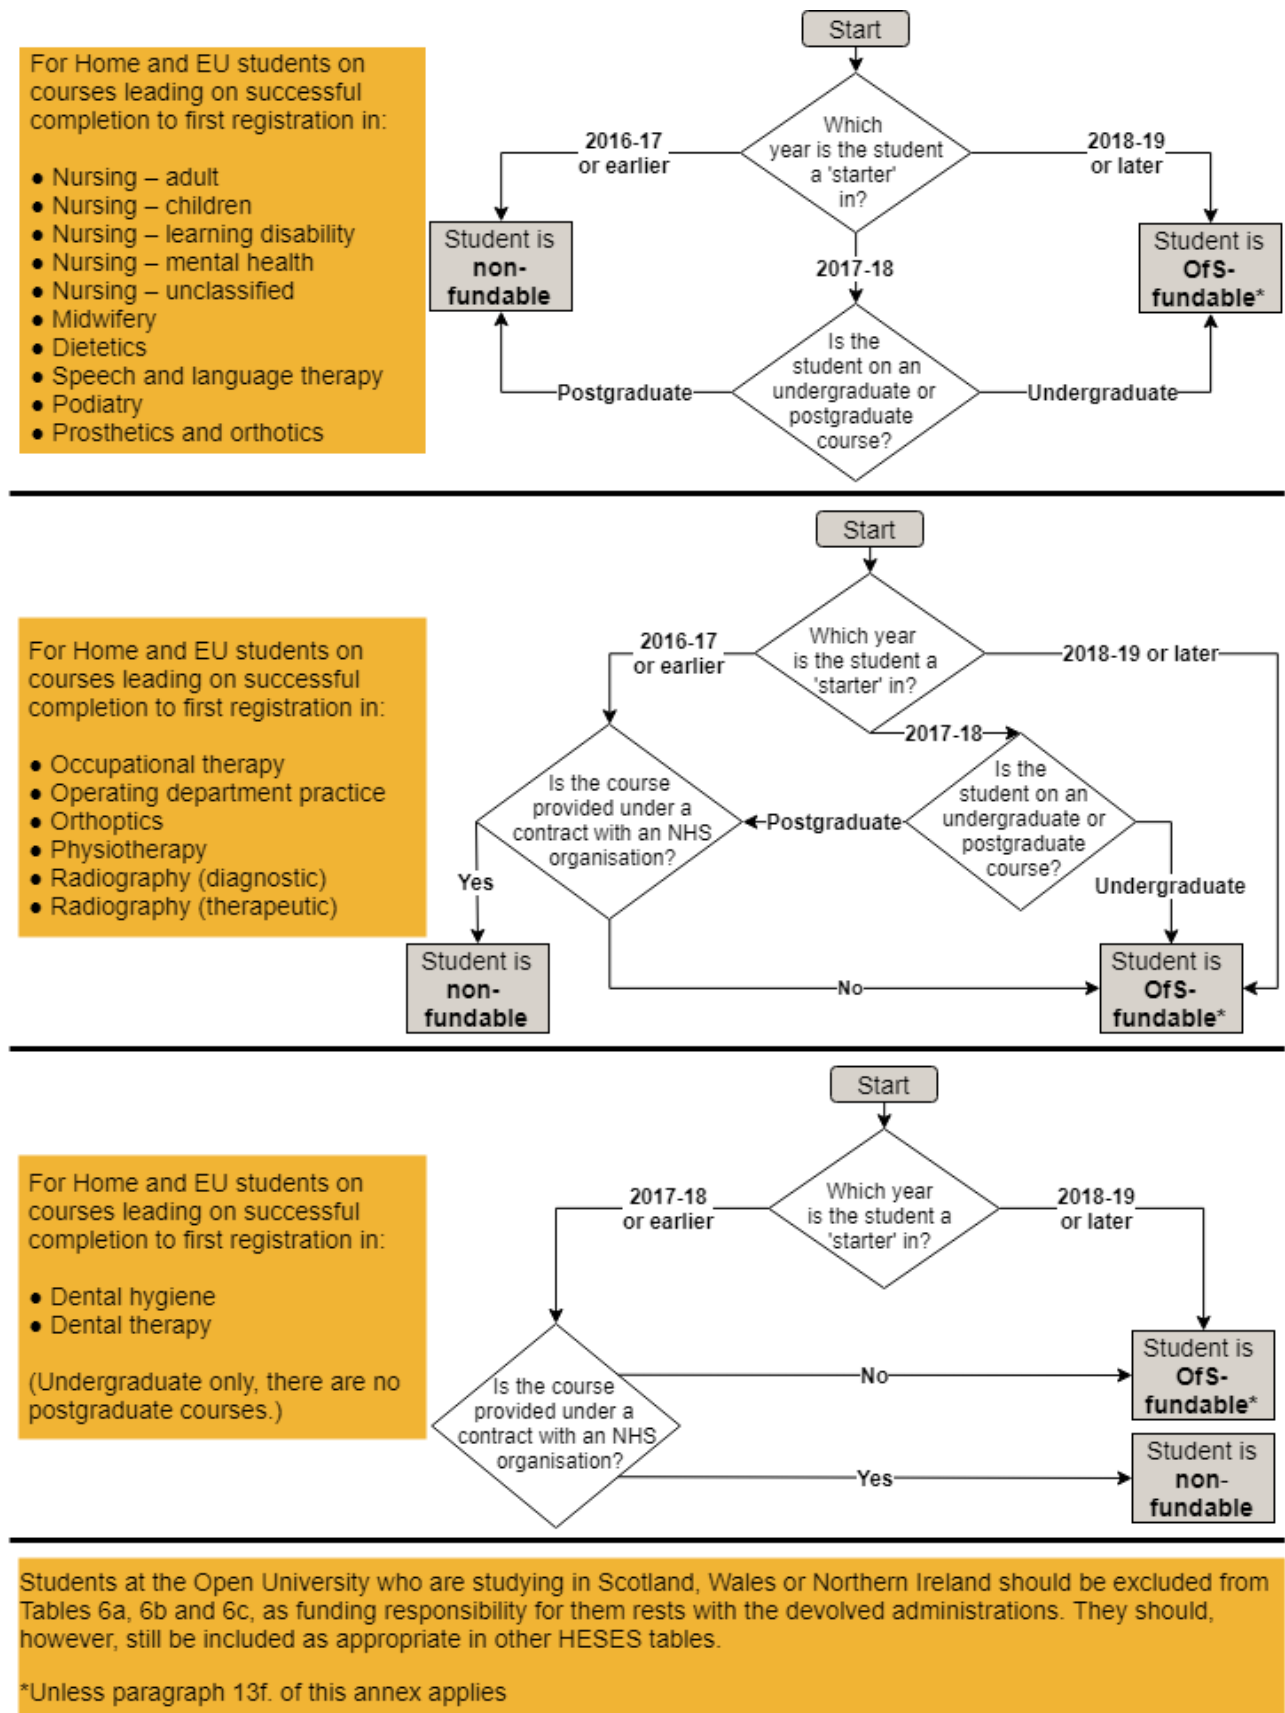 For Home and EU students on
courses leading on successful
completion to first registration in:
● Nursing – adult
● Nursing – children
● Nursing – learning disability
● Nursing – mental health
● Nursing – unclassified
● Midwifery
● Dietetics
● Speech and language therapy
● Podiatry
● Prosthetics and orthotics
Start
Which
year is the student
a 'starter'
in?
2016-17
or earlier
2018-19
or later
2017-18
Student is
non-
fundable
Student is
OfS-
fundable*
Is the
student on an
undergraduate or
postgraduate
course?
Postgraduate
Undergraduate
For Home and EU students on
courses leading on successful
completion to first registration in:
● Occupational therapy
● Operating department practice
● Orthoptics
● Physiotherapy
● Radiography (diagnostic)
● Radiography (therapeutic)
Start
Which year
is the student a
'starter' in?
2016-17
or earlier
2018-19 or later
2017-18
Is the course
provided under a
contract with an NHS
organisation?
Postgraduate
Is the
student on an
undergraduate or
postgraduate
course?
Yes
Undergraduate
No
Student is
non-
fundable
Student is
OfS-
fundable*
For Home and EU students on
courses leading on successful
completion to first registration in:
● Dental hygiene
● Dental therapy
(Undergraduate only, there are no
postgraduate courses.)
Start
Which year
is the student a
'starter' in?
2017-18
or earlier
2018-19
or later
Is the course
provided under a
contract with an NHS
organisation?
No
Yes
Student is
OfS-
fundable*
Student is
non-
fundable
Students at the Open University who are studying in Scotland, Wales or Northern Ireland should be excluded from
Tables 6a, 6b and 6c, as funding responsibility for them rests with the devolved administrations. They should,
however, still be included as appropriate in other HESES tables.
*Unless paragraph 13f. of this annex applies